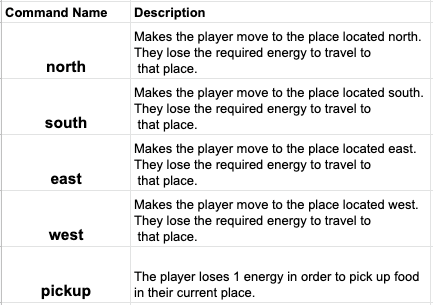 Command Name Description
Makes the player move to the place located north.
They lose the required energy to travel to
north that place.
Makes the player move to the place located south.
They lose the required energy to travel to
south that place.
Makes the player move to the place located east.
They lose the required energy to travel to
east that place.
Makes the player move to the place located west.
They lose the required energy to travel to
west that place.
The player loses 1 energy in order to pick up food
pickup in their current place.